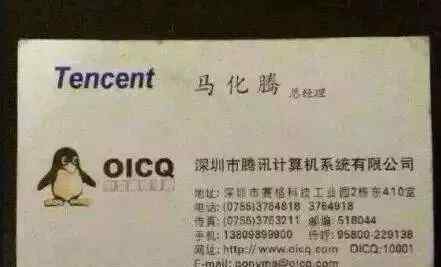 Tencent 马化腾 总经理
OICQ
深圳市腾讯计算机系统有限公司
地址: 深圳市赛格科技工业园2栋东410室
电话: (0755)3764818 3764918
传真: (0755)3763211 邮编: 518044
手机: 13809899900 传呼: 95800-229138
网址: http://www.oicq.com OICQ:10001
E-mail: ponyma@oicq.com